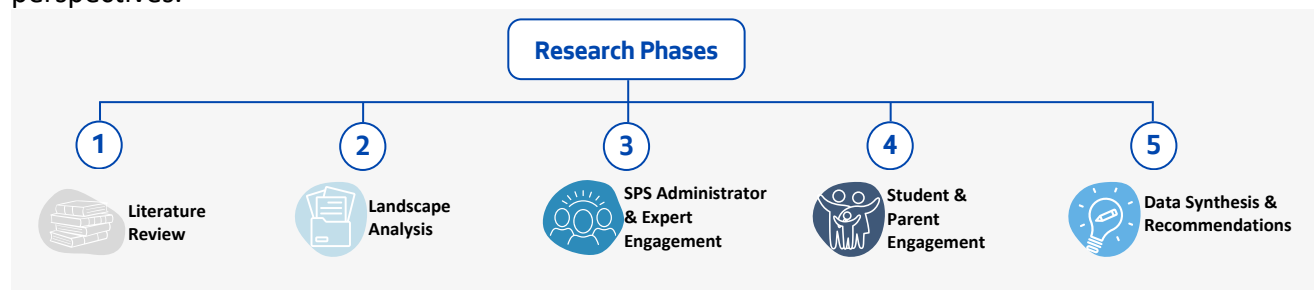 perspectives.
Research Phases
1
2
3
4
5
Literature
Review
Landscape
Analysis
SPS Administrator
& Expert
Engagement
Student &
Parent
Engagement
Data Synthesis &
Recommendations